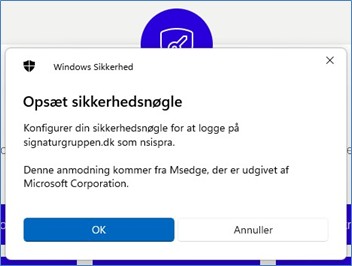 Windows Sikkerhed
Opsæt sikkerhedsnøgle
Konfigurer din sikkerhedsnøgle for at logge på
signaturgruppen.dk som nsispra.
Denne anmodning kommer fra Msedge, der er udgivet af
Microsoft Corporation.
OK
Annuller